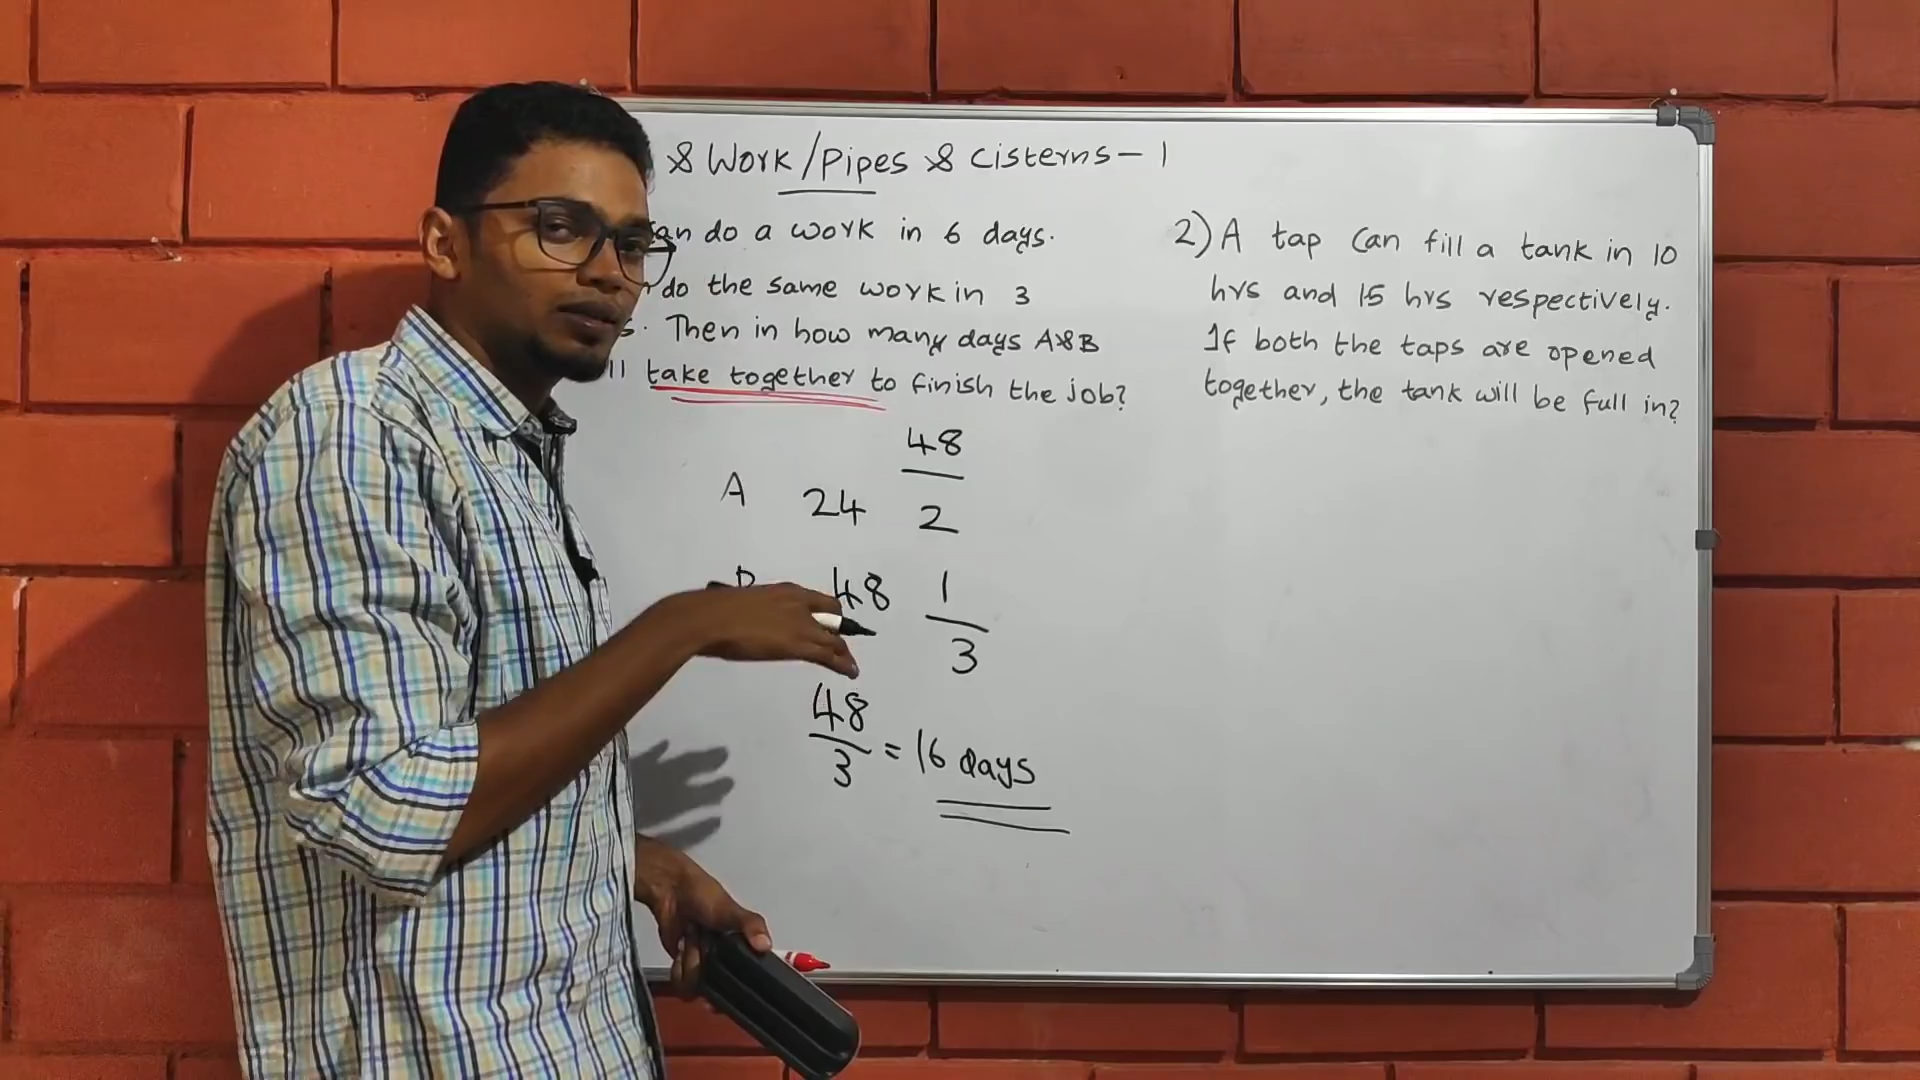 & Work/Pipes & Cisterns - 1
can do a work in 6 days.
do the same work in 3
Then in how many days A&B
take together to finish the job?
48
A 24 2
B 48 1
3
48
3 = 16 days
2) A tap can fill a tank in 10
hrs and 15 hrs respectively.
If both the taps are opened
together, the tank will be full in?